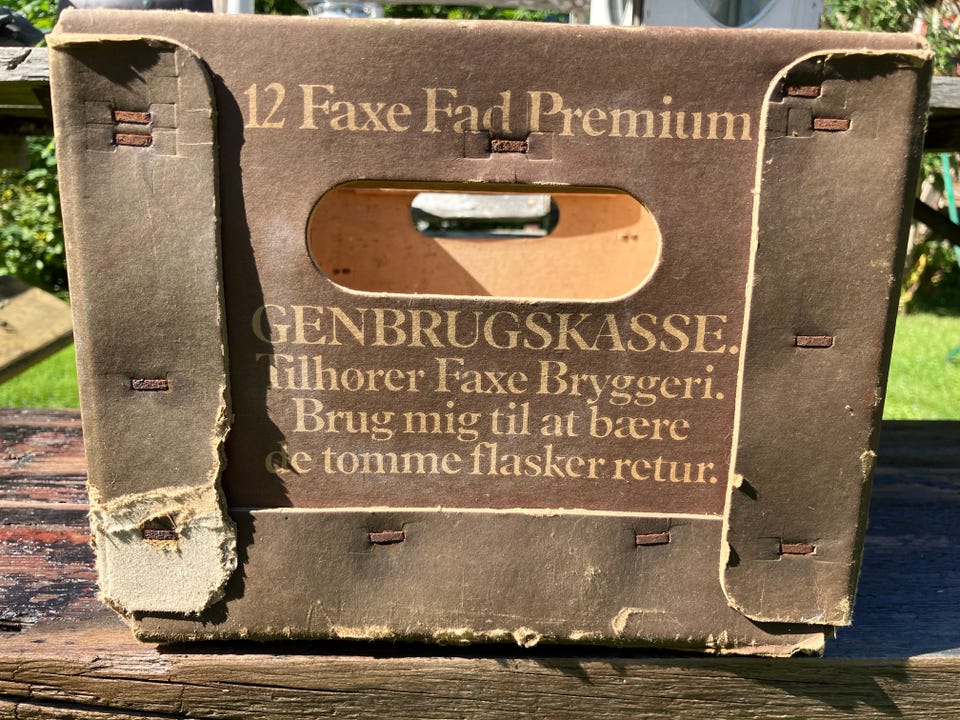 12 Faxe Fad Premium
GENBRUGSKASSE.
Tilhører Faxe Bryggeri.
Brug mig til at bære
de tomme flasker retur.